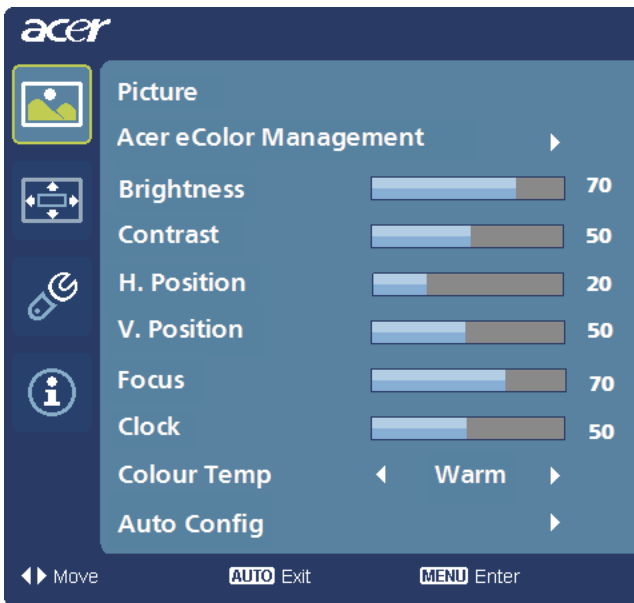 acer
Picture
Acer eColor Management
Brightness 70
Contrast 50
H. Position 20
V. Position 50
Focus 70
Clock 50
Colour Temp Warm
Auto Config
Move AUTO Exit MENU Enter